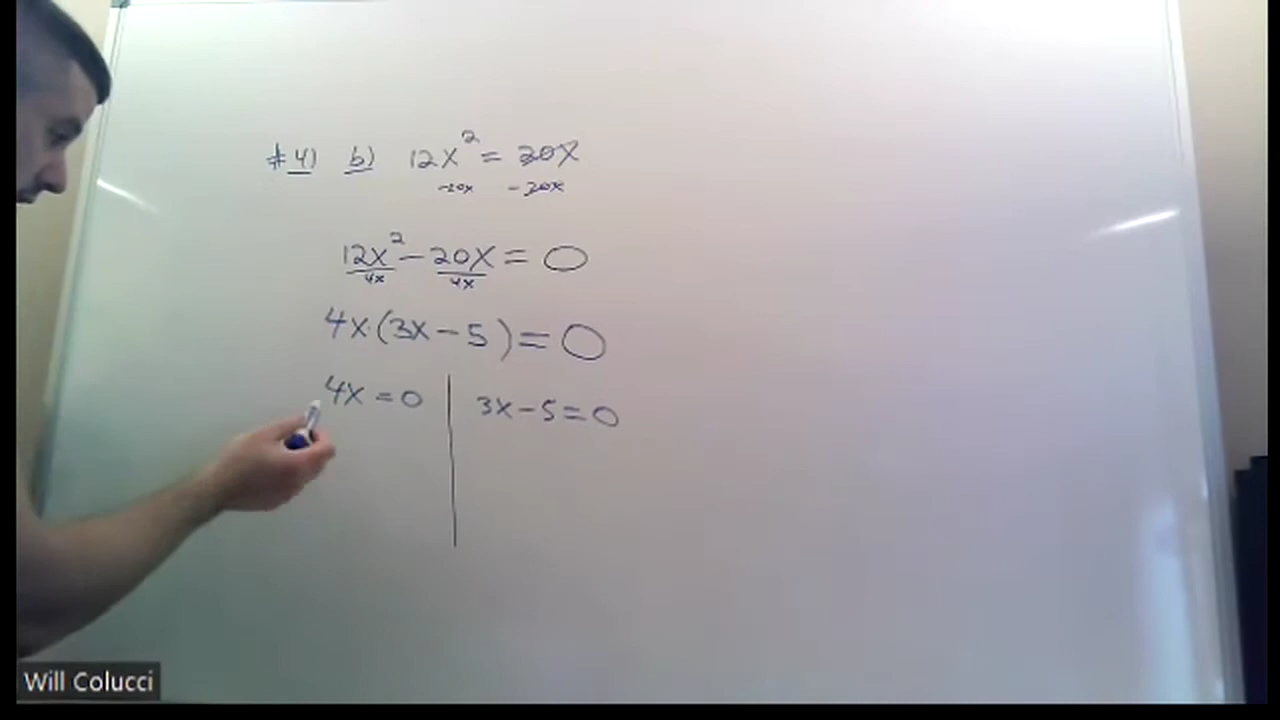 #4) b) 12x² = 20x
-20x -20x
12x² - 20x = 0
4x 4x
4x(3x - 5) = 0
4x = 0 | 3x - 5 = 0
Will Colucci